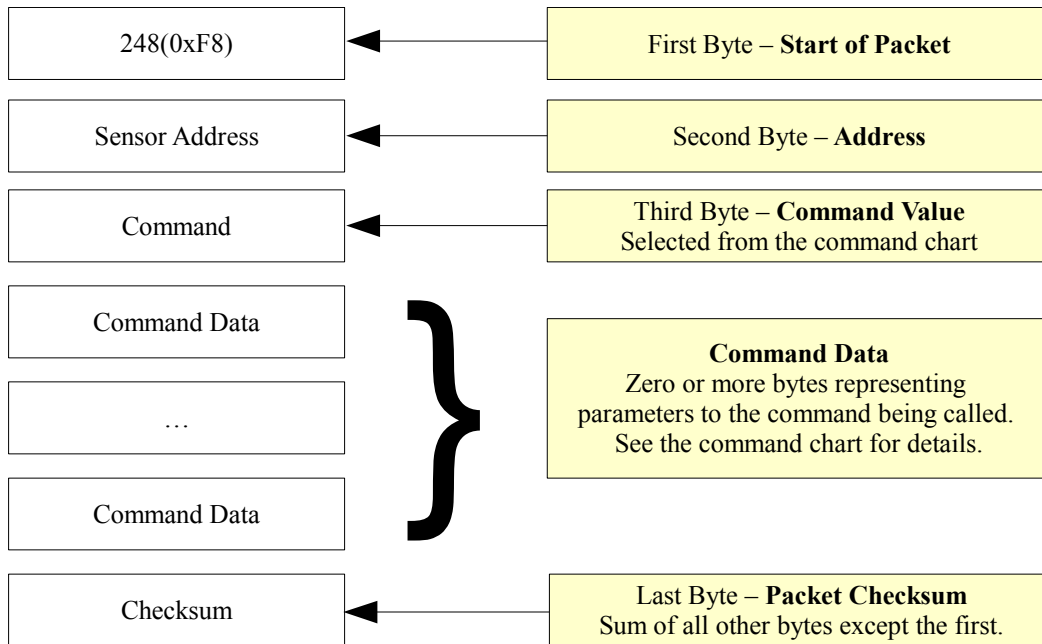 248(0xF8)
First Byte – Start of Packet
Sensor Address
Second Byte – Address
Command
Third Byte – Command Value
Selected from the command chart
Command Data
…
Command Data
Command Data
Zero or more bytes representing
parameters to the command being called.
See the command chart for details.
Checksum
Last Byte – Packet Checksum
Sum of all other bytes except the first.